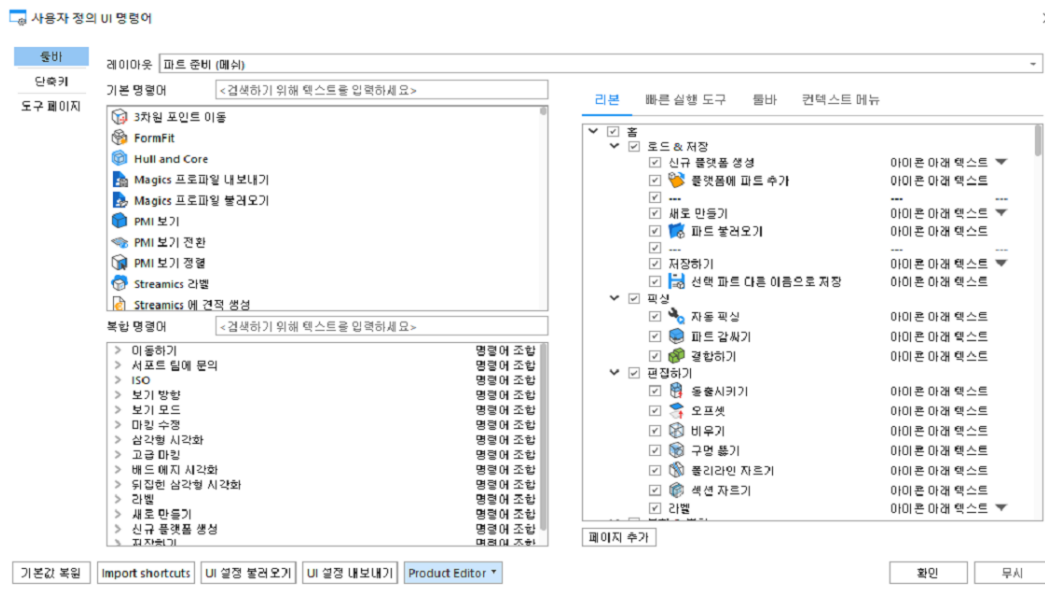 사용자 정의 UI 명령어
툴바
단축키
도구 페이지
레이아웃 파트 준비 (메쉬)
기본 명령어 <검색하기 위해 텍스트를 입력하세요>
3차원 포인트 이동
FormFit
Hull and Core
Magics 프로파일 내보내기
Magics 프로파일 불러오기
PMI 보기
PMI 보기 전환
PMI 보기 정렬
Streamics 라벨
Streamics 에 견적 생성
복합 명령어 <검색하기 위해 텍스트를 입력하세요>
이동하기 명령어 조합
서포트 팀에 문의 명령어 조합
ISO 명령어 조합
보기 방향 명령어 조합
보기 모드 명령어 조합
마킹 수정 명령어 조합
삼각형 시각화 명령어 조합
고급 마킹 명령어 조합
배드 에지 시각화 명령어 조합
뒤집힌 삼각형 시각화 명령어 조합
라벨 명령어 조합
새로 만들기 명령어 조합
신규 플랫폼 생성 명령어 조합
저장하기 명령어 조합
리본 빠른 실행 도구 툴바 컨텍스트 메뉴
홈
로드 & 저장
신규 플랫폼 생성 아이콘 아래 텍스트
플랫폼에 파트 추가 아이콘 아래 텍스트
--- --- ---
새로 만들기 아이콘 아래 텍스트
파트 불러오기 아이콘 아래 텍스트
--- --- ---
저장하기 아이콘 아래 텍스트
선택 파트 다른 이름으로 저장 아이콘 아래 텍스트
픽싱
자동 픽싱 아이콘 아래 텍스트
파트 감싸기 아이콘 아래 텍스트
결합하기 아이콘 아래 텍스트
편집하기
돌출시키기 아이콘 아래 텍스트
오프셋 아이콘 아래 텍스트
비우기 아이콘 아래 텍스트
구멍 뚫기 아이콘 아래 텍스트
폴리라인 자르기 아이콘 아래 텍스트
섹션 자르기 아이콘 아래 텍스트
라벨 아이콘 아래 텍스트
페이지 추가
기본값 복원 Import shortcuts UI 설정 불러오기 UI 설정 내보내기 Product Editor 확인 무시